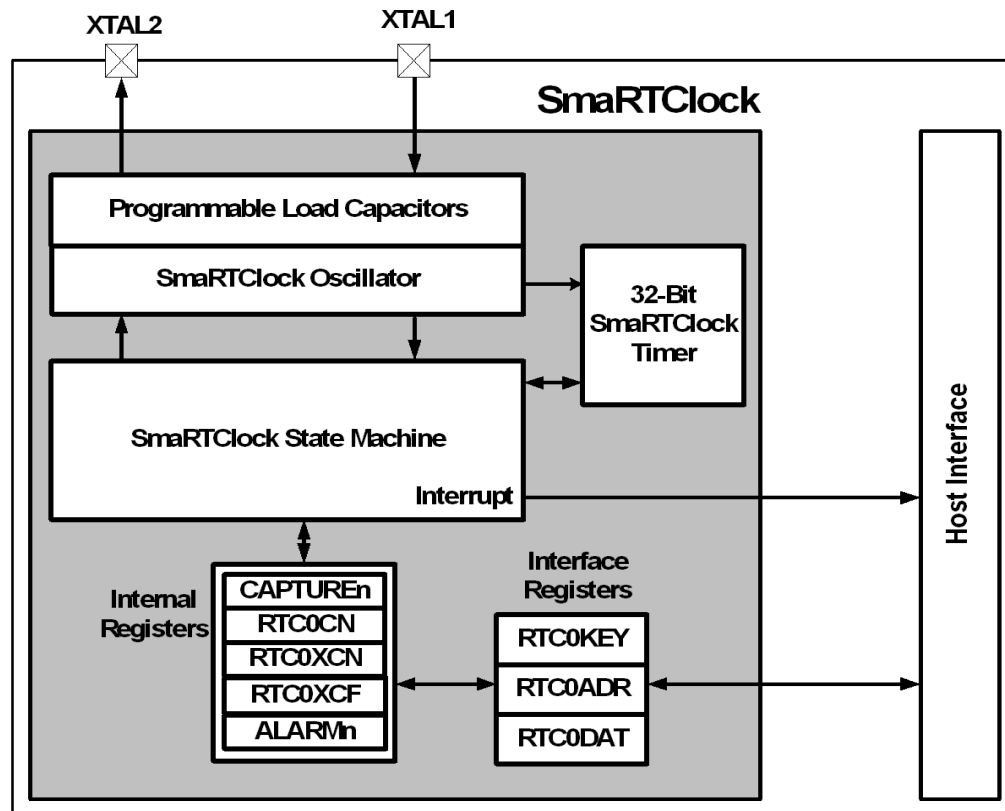 XTAL2
XTAL1
SmaRTClock
Programmable Load Capacitors
SmaRTClock Oscillator
32-Bit
SmaRTClock
Timer
SmaRTClock State Machine
Interrupt
Host Interface
Internal
Registers
CAPTUREn
RTC0CN
RTC0XCN
RTC0XCF
ALARMn
Interface
Registers
RTC0KEY
RTC0ADR
RTC0DAT